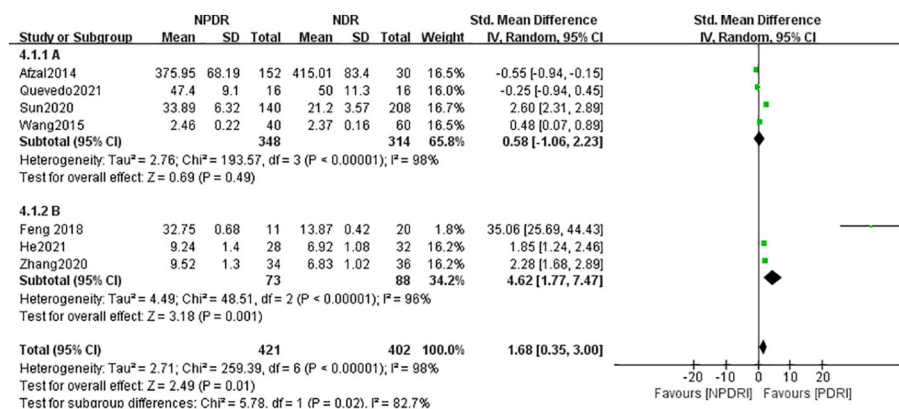 NPDR NDR Std. Mean Difference Std. Mean Difference
Study or Subgroup Mean SD Total Mean SD Total Weight IV, Random, 95% CI IV, Random, 95% CI
4.1.1 A
Afzal2014 375.95 68.19 152 415.01 83.4 30 16.5% -0.55 [-0.94, -0.15]
Quevedo2021 47.4 9.1 16 50 11.3 16 16.0% -0.25 [-0.94, 0.45]
Sun2020 33.89 6.32 140 21.2 3.57 208 16.7% 2.60 [2.31, 2.89]
Wang2015 2.46 0.22 40 2.37 0.16 60 16.5% 0.48 [0.07, 0.89]
Subtotal (95% CI) 348 314 65.8% 0.58 [-1.06, 2.23]
Heterogeneity: Tau² = 2.76; Chi² = 193.57, df = 3 (P < 0.00001); I² = 98%
Test for overall effect: Z = 0.69 (P = 0.49)
4.1.2 B
Feng 2018 32.75 0.68 11 13.87 0.42 20 1.8% 35.06 [25.69, 44.43]
He2021 9.24 1.4 28 6.92 1.08 32 16.2% 1.85 [1.24, 2.46]
Zhang2020 9.52 1.3 34 6.83 1.02 36 16.2% 2.28 [1.68, 2.89]
Subtotal (95% CI) 73 88 34.2% 4.62 [1.77, 7.47]
Heterogeneity: Tau² = 4.49; Chi² = 48.51, df = 2 (P < 0.00001); I² = 96%
Test for overall effect: Z = 3.18 (P = 0.001)
Total (95% CI) 421 402 100.0% 1.68 [0.35, 3.00]
Heterogeneity: Tau² = 2.71; Chi² = 259.39, df = 6 (P < 0.00001); I² = 98%
Test for overall effect: Z = 2.49 (P = 0.01)
Test for subgroup differences: Chi² = 5.78, df = 1 (P = 0.02), I² = 82.7%
-20 -10 0 10 20
Favours [NPDRI] Favours [PDRI]